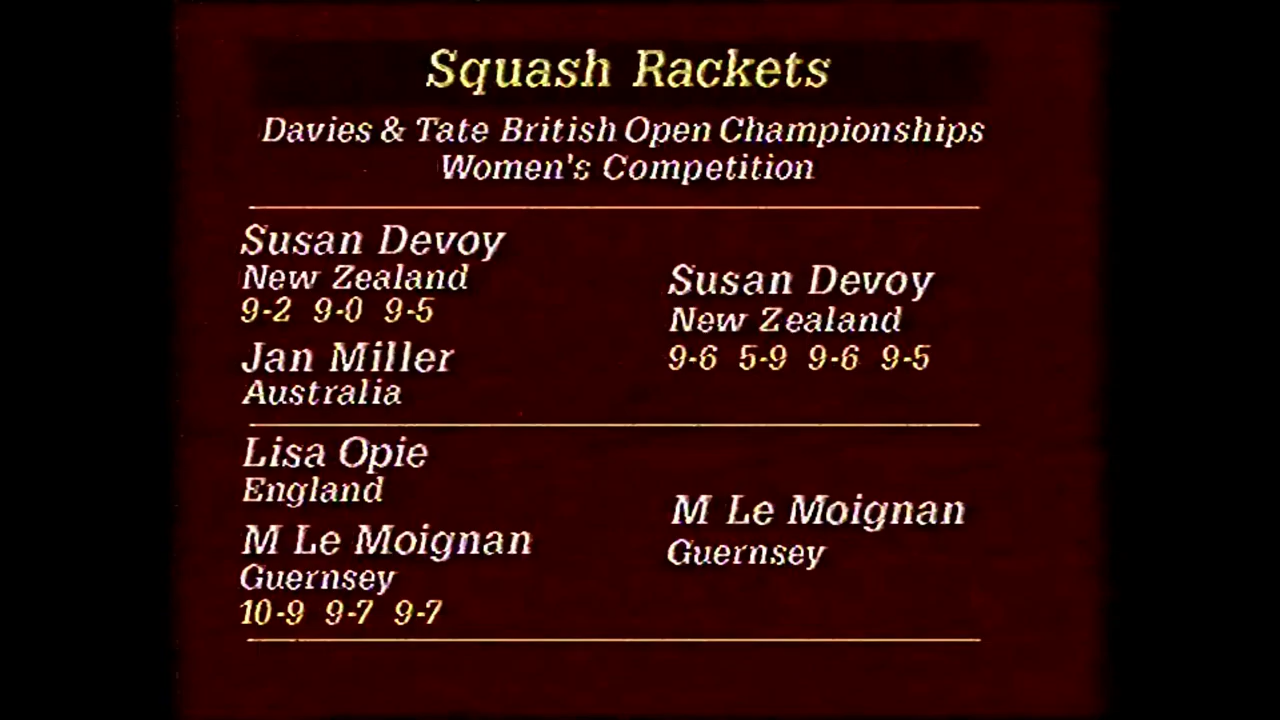 Squash Rackets
Davies & Tate British Open Championships
Women's Competition
Susan Devoy
New Zealand
9-2 9-0 9-5
Jan Miller
Australia
Susan Devoy
New Zealand
9-6 5-9 9-6 9-5
Lisa Opie
England
M Le Moignan
Guernsey
10-9 9-7 9-7
M Le Moignan
Guernsey